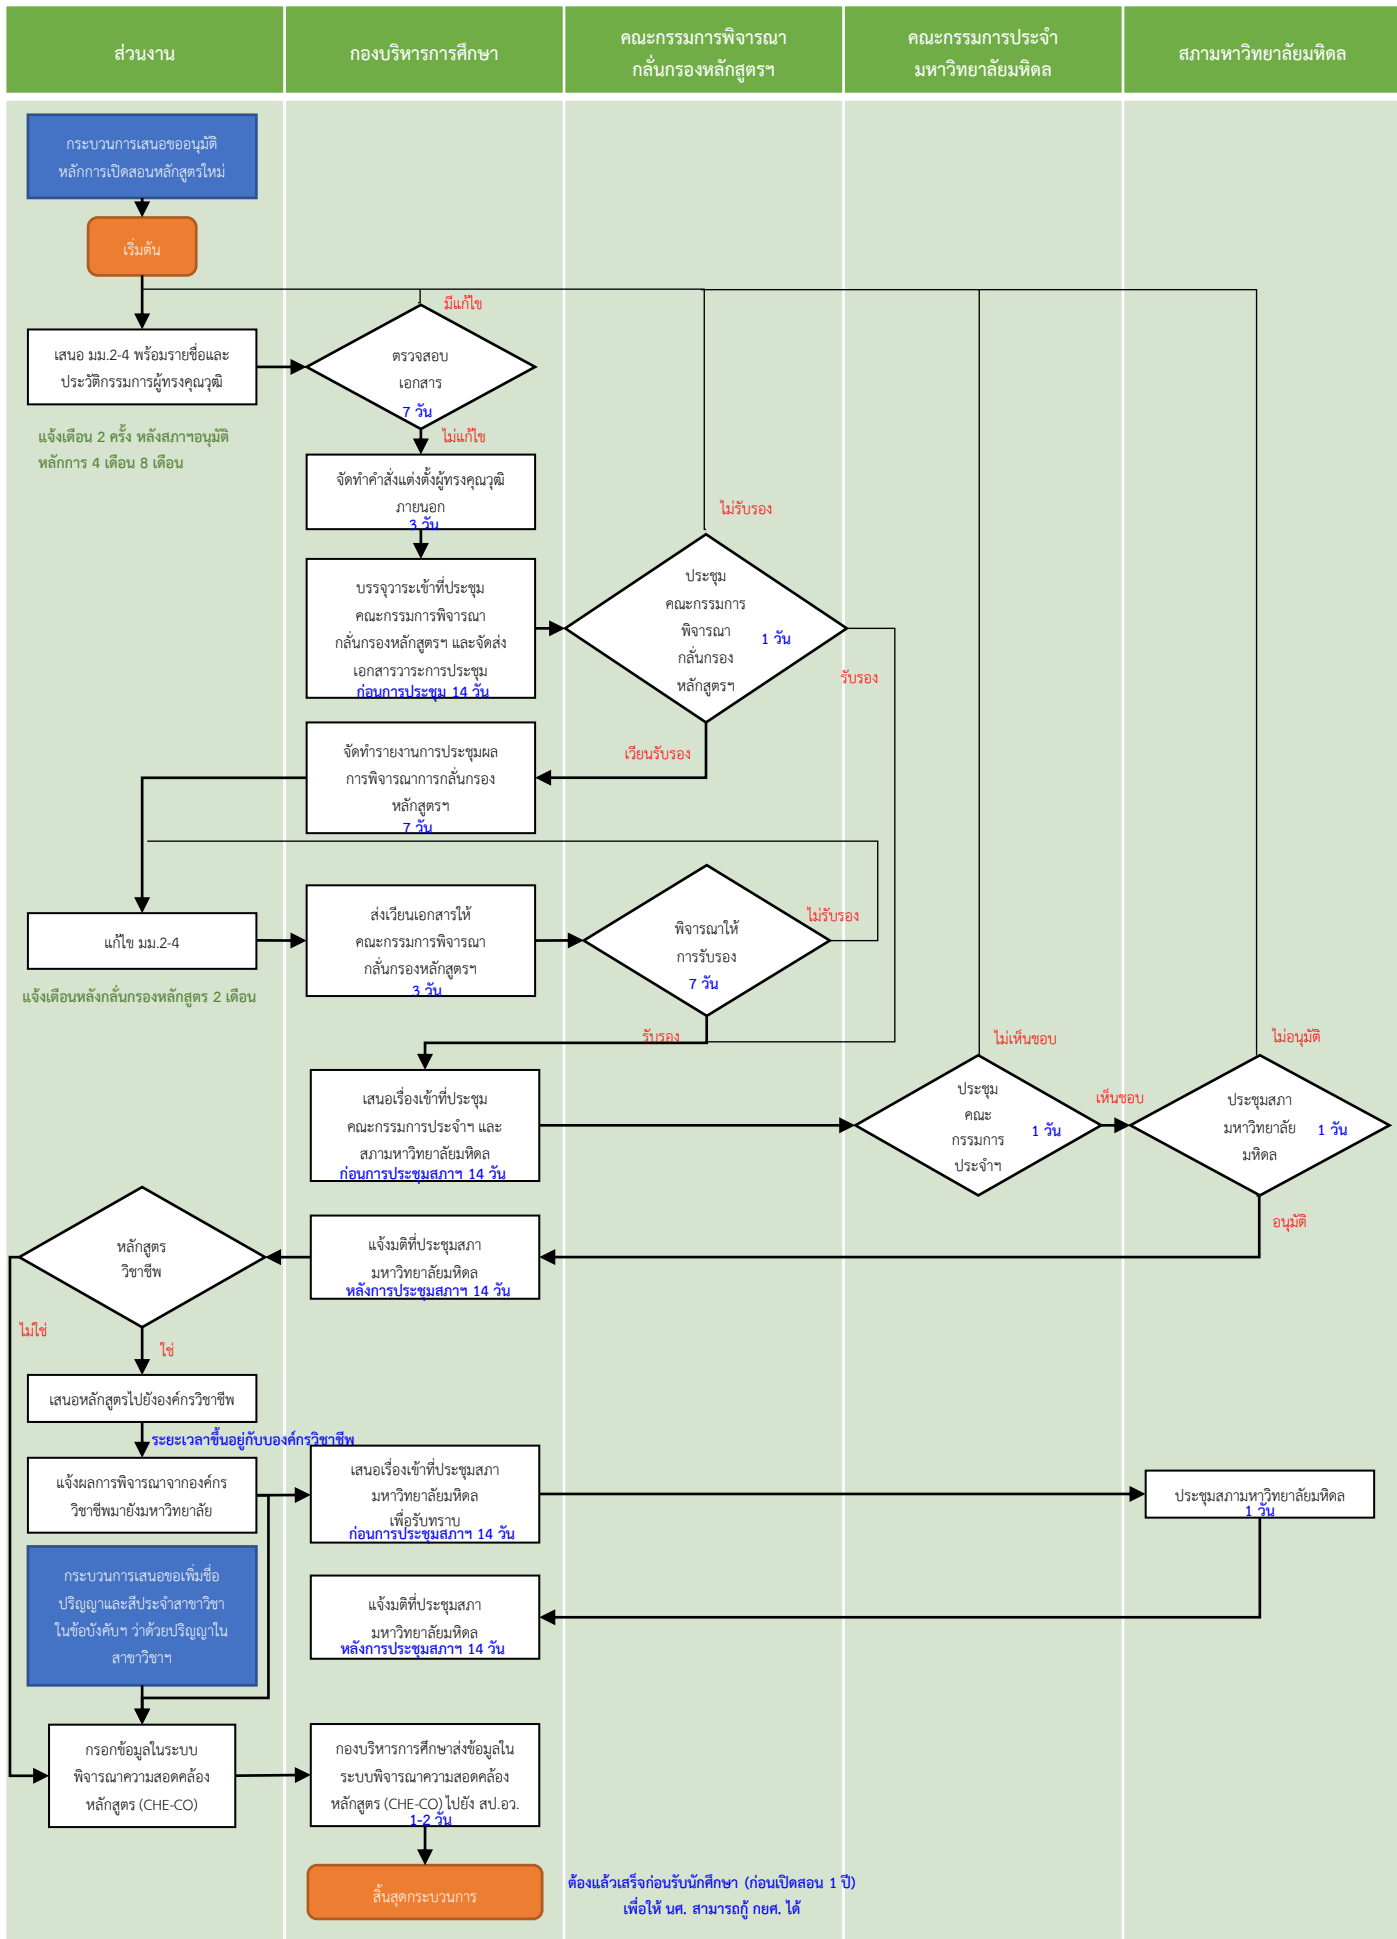 ส่วนงาน
กองบริหารการศึกษา
คณะกรรมการพิจารณา
กลั่นกรองหลักสูตรฯ
คณะกรรมการประจำ
มหาวิทยาลัยมหิดล
สภามหาวิทยาลัยมหิดล
กระบวนการเสนอขออนุมัติ
หลักการเปิดสอนหลักสูตรใหม่
เริ่มต้น
มีแก้ไข
เสนอ มม.2-4 พร้อมรายชื่อและ
ประวัติกรรมการผู้ทรงคุณวุฒิ
ตรวจสอบ
เอกสาร
7 วัน
แจ้งเตือน 2 ครั้ง หลังสภาฯอนุมัติ
หลักการ 4 เดือน 8 เดือน
ไม่แก้ไข
จัดทำคำสั่งแต่งตั้งผู้ทรงคุณวุฒิ
ภายนอก
3 วัน
ไม่รับรอง
บรรจุวาระเข้าที่ประชุม
คณะกรรมการพิจารณา
กลั่นกรองหลักสูตรฯ และจัดส่ง
เอกสารวาระการประชุม
ก่อนการประชุม 14 วัน
ประชุม
คณะกรรมการ
พิจารณา
กลั่นกรอง
หลักสูตรฯ
1 วัน
รับรอง
เวียนรับรอง
จัดทำรายงานการประชุมผล
การพิจารณาการกลั่นกรอง
หลักสูตรฯ
7 วัน
แก้ไข มม.2-4
แจ้งเตือนหลังกลั่นกรองหลักสูตร 2 เดือน
ส่งเวียนเอกสารให้
คณะกรรมการพิจารณา
กลั่นกรองหลักสูตรฯ
3 วัน
พิจารณาให้
การรับรอง
7 วัน
ไม่รับรอง
รับรอง
เสนอเรื่องเข้าที่ประชุม
คณะกรรมการประจำฯ และ
สภามหาวิทยาลัยมหิดล
ก่อนการประชุมสภาฯ 14 วัน
ไม่เห็นชอบ
ประชุม
คณะ
กรรมการ
ประจำฯ
1 วัน
เห็นชอบ
ไม่อนุมัติ
ประชุมสภา
มหาวิทยาลัย
มหิดล
1 วัน
อนุมัติ
แจ้งมติที่ประชุมสภา
มหาวิทยาลัยมหิดล
หลังการประชุมสภาฯ 14 วัน
หลักสูตร
วิชาชีพ
ไม่ใช่
ใช่
เสนอหลักสูตรไปยังองค์กรวิชาชีพ
ระยะเวลาขึ้นอยู่กับบองค์กรวิชาชีพ
แจ้งผลการพิจารณาจากองค์กร
วิชาชีพมายังมหาวิทยาลัย
เสนอเรื่องเข้าที่ประชุมสภา
มหาวิทยาลัยมหิดล
เพื่อรับทราบ
ก่อนการประชุมสภาฯ 14 วัน
ประชุมสภามหาวิทยาลัยมหิดล
1 วัน
กระบวนการเสนอขอเพิ่มชื่อ
ปริญญาและสีประจำสาขาวิชา
ในข้อบังคับฯ ว่าด้วยปริญญาใน
สาขาวิชาฯ
แจ้งมติที่ประชุมสภา
มหาวิทยาลัยมหิดล
หลังการประชุมสภาฯ 14 วัน
กรอกข้อมูลในระบบ
พิจารณาความสอดคล้อง
หลักสูตร (CHE-CO)
กองบริหารการศึกษาส่งข้อมูลใน
ระบบพิจารณาความสอดคล้อง
หลักสูตร (CHE-CO) ไปยัง สป.อว.
1-2 วัน
สิ้นสุดกระบวนการ
ต้องแล้วเสร็จก่อนรับนักศึกษา (ก่อนเปิดสอน 1 ปี)
เพื่อให้ นศ. สามารถกู้ กยศ. ได้